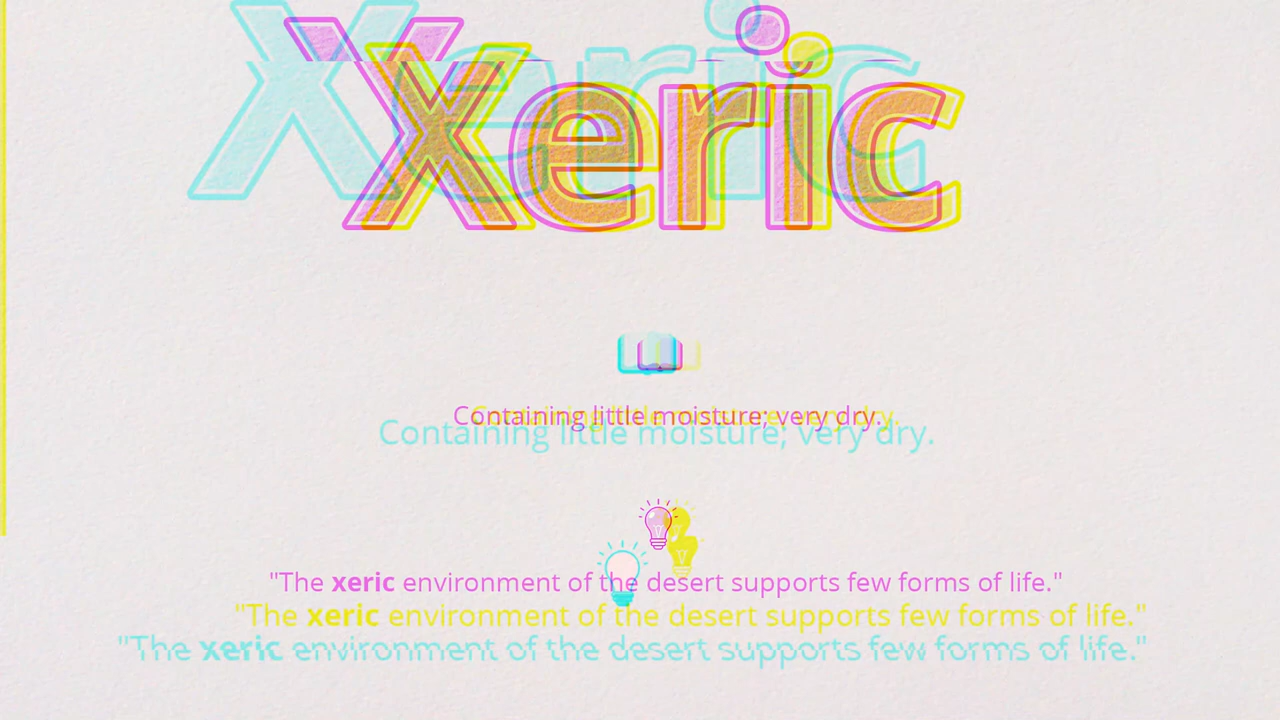 Xeric
Containing little moisture; very dry.
"The xeric environment of the desert supports few forms of life."